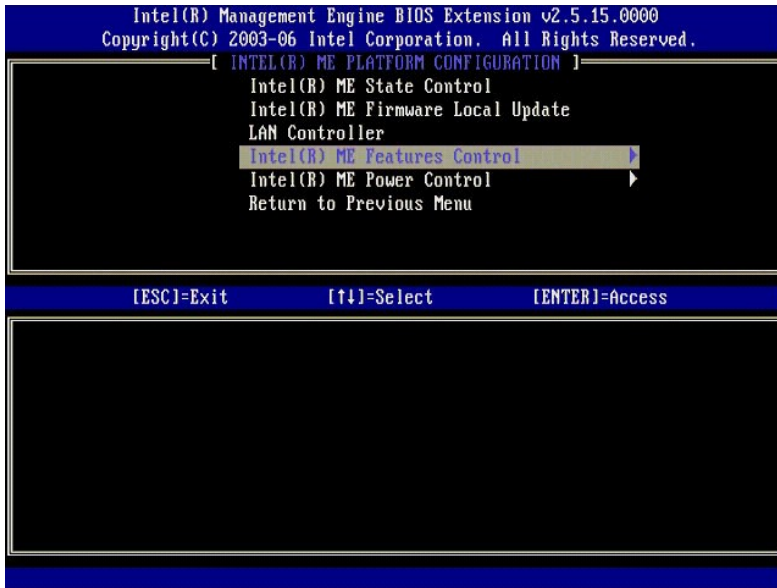 Intel(R) Management Engine BIOS Extension v2.5.15.0000
Copyright(C) 2003-06 Intel Corporation. All Rights Reserved.
[ INTEL(R) ME PLATFORM CONFIGURATION ]
Intel(R) ME State Control
Intel(R) ME Firmware Local Update
LAN Controller
Intel(R) ME Features Control ►
Intel(R) ME Power Control ►
Return to Previous Menu
[ESC]=Exit [↑↓]=Select [ENTER]=Access